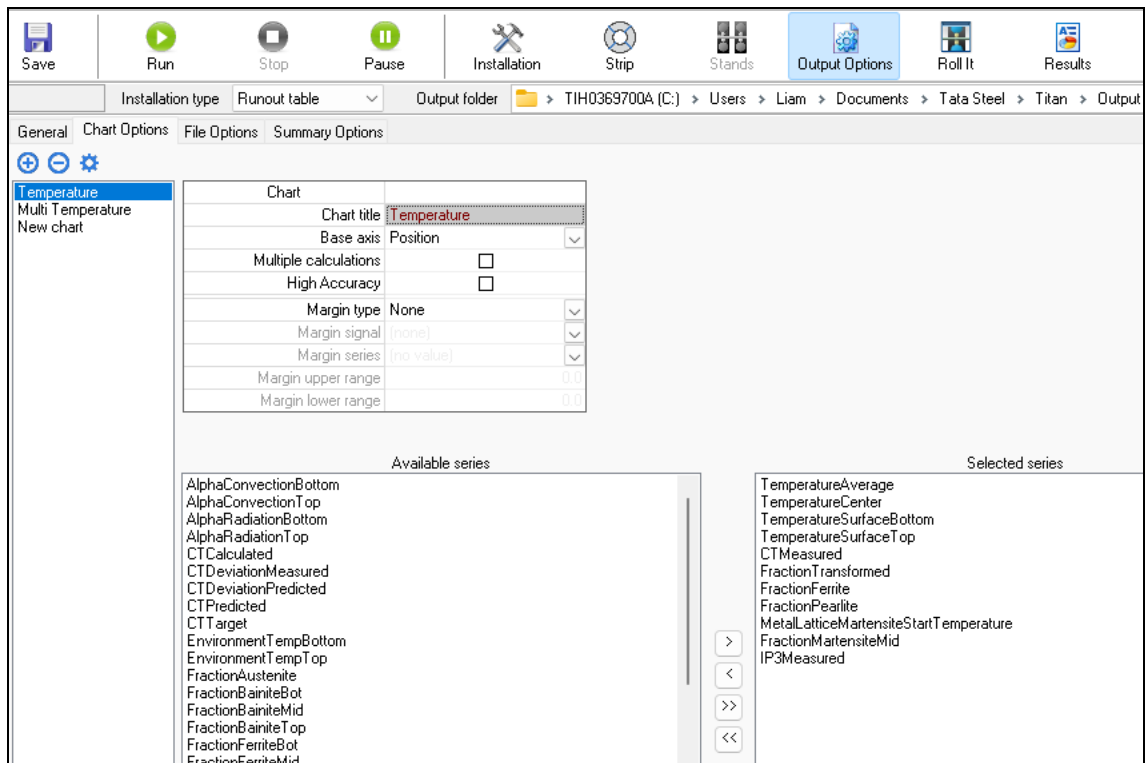 Save Run Stop Pause Installation Strip Stands Output Options Roll It Results
Installation type Runout table Output folder > TIH0369700A (C:) > Users > Liam > Documents > Tata Steel > Titan > Output
General Chart Options File Options Summary Options
Temperature
Multi Temperature
New chart
Chart
Chart title Temperature
Base axis Position
Multiple calculations
High Accuracy
Margin type None
Margin signal (none)
Margin series (no value)
Margin upper range 0.0
Margin lower range 0.0
Available series
AlphaConvectionBottom
AlphaConvectionTop
AlphaRadiationBottom
AlphaRadiationTop
CTCalculated
CTDeviationMeasured
CTDeviationPredicted
CTPredicted
CTTarget
EnvironmentTempBottom
EnvironmentTempTop
FractionAustenite
FractionBainiteBot
FractionBainiteMid
FractionBainiteTop
FractionFerriteBot
FractionFerriteMid
>
<
>>
<<
Selected series
TemperatureAverage
TemperatureCenter
TemperatureSurfaceBottom
TemperatureSurfaceTop
CTMeasured
FractionTransformed
FractionFerrite
FractionPearlite
MetalLatticeMartensiteStartTemperature
FractionMartensiteMid
IP3Measured